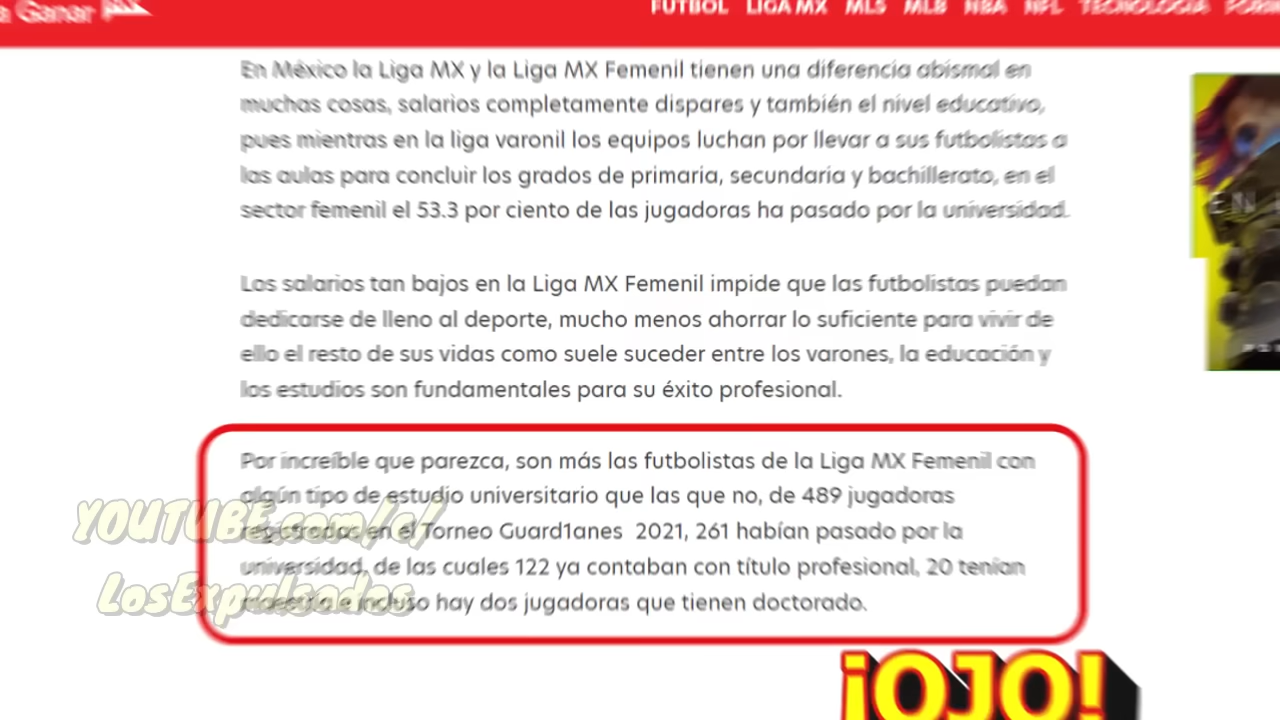 a Ganar
FUTBOL LIGA MX MLS MLB NBA NFL TECNOLOGÍA
En México la Liga MX y la Liga MX Femenil tienen una diferencia abismal en
muchas cosas, salarios completamente dispares y también el nivel educativo,
pues mientras en la liga varonil los equipos luchan por llevar a sus futbolistas a
las aulas para concluir los grados de primaria, secundaria y bachillerato, en el
sector femenil el 53.3 por ciento de las jugadoras ha pasado por la universidad.
Los salarios tan bajos en la Liga MX Femenil impide que las futbolistas puedan
dedicarse de lleno al deporte, mucho menos ahorrar lo suficiente para vivir de
ello el resto de sus vidas como suele suceder entre los varones, la educación y
los estudios son fundamentales para su éxito profesional.
Por increíble que parezca, son más las futbolistas de la Liga MX Femenil con
algún tipo de estudio universitario que las que no, de 489 jugadoras
registradas en el Torneo Guard1anes 2021, 261 habían pasado por la
universidad, de las cuales 122 ya contaban con título profesional, 20 tenían
maestría e incluso hay dos jugadoras que tienen doctorado.
YOUTUBE.com/c/
LosExpulsados
¡OJO!